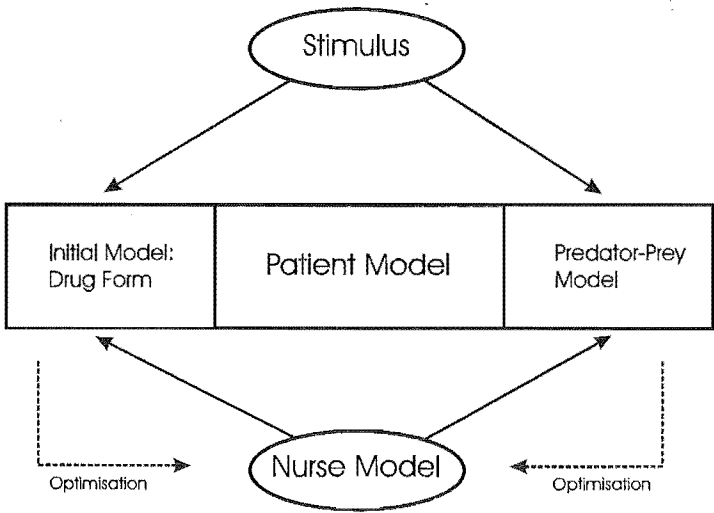 Stimulus
Initial Model:
Drug Form
Patient Model
Predator-Prey
Model
Nurse Model
Optimisation
Optimisation